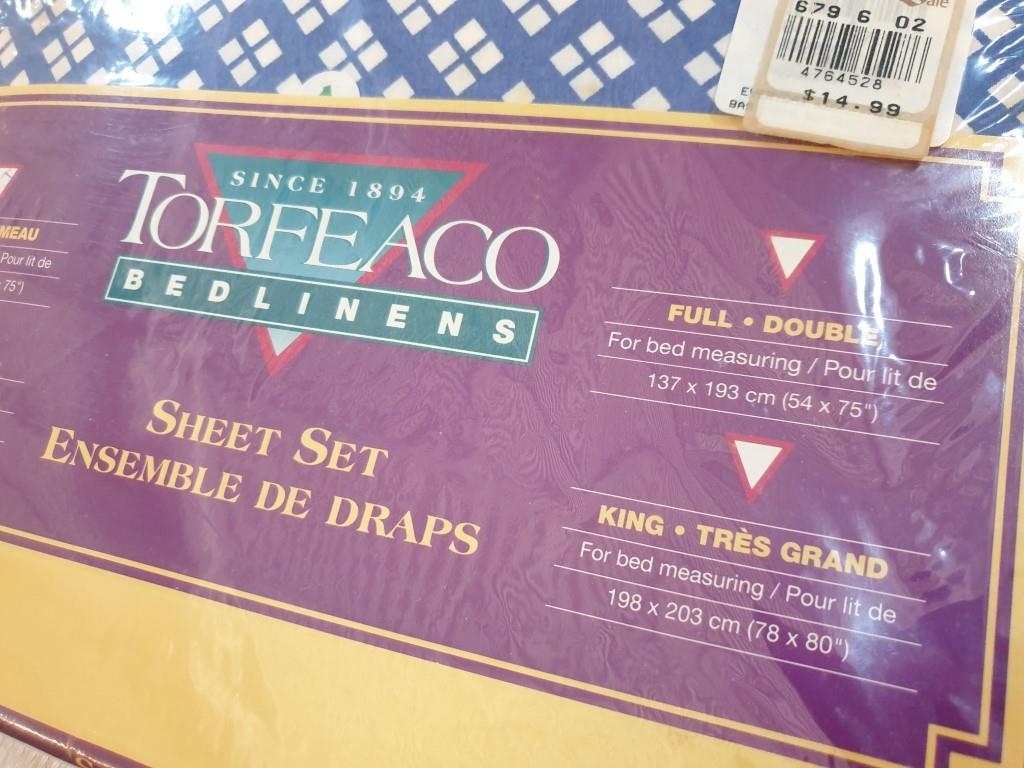 679 6 02
4764528
$14.99
SINCE 1894
TORFEACO
BEDLINENS
SHEET SET
ENSEMBLE DE DRAPS
MEAU
Pour lit de
75")
FULL • DOUBLE
For bed measuring / Pour lit de
137 x 193 cm (54 x 75")
KING • TRÈS GRAND
For bed measuring / Pour lit de
198 x 203 cm (78 x 80")